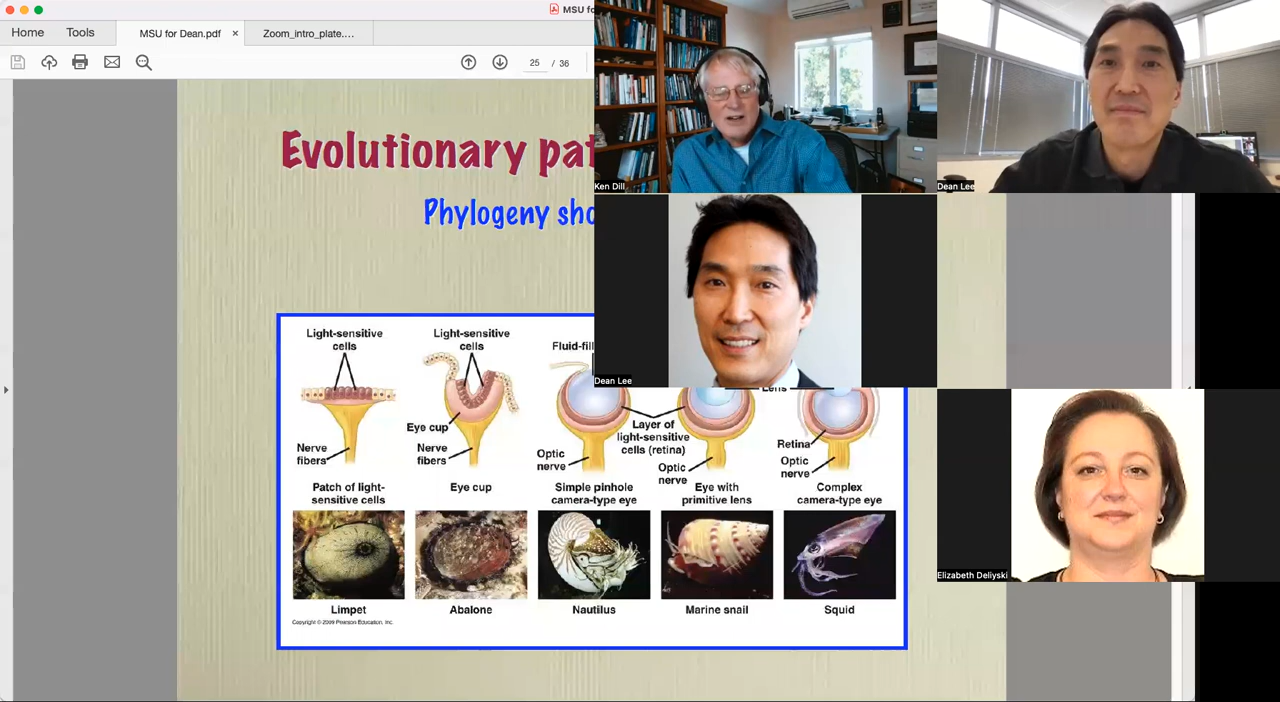 MSU fo
Home
Tools
MSU for Dean.pdf
×
Zoom_intro_plate....
25 / 36
Evolutionary pat
Phylogeny sho
Ken Dill
Dean Lee
Dean Lee
Elizabeth Deliyski
Light-sensitive
cells
Nerve
fibers
Patch of light-
sensitive cells
Limpet
Light-sensitive
cells
Eye cup
Nerve
fibers
Eye cup
Abalone
Fluid-fil
Optic
nerve
Layer of
light-sensitive
cells (retina)
Simple pinhole
camera-type eye
Nautilus
Lens
Optic
nerve
Eye with
primitive lens
Marine snail
Retina
Optic
nerve
Complex
camera-type eye
Squid
Copyright © 2009 Pearson Education, Inc.